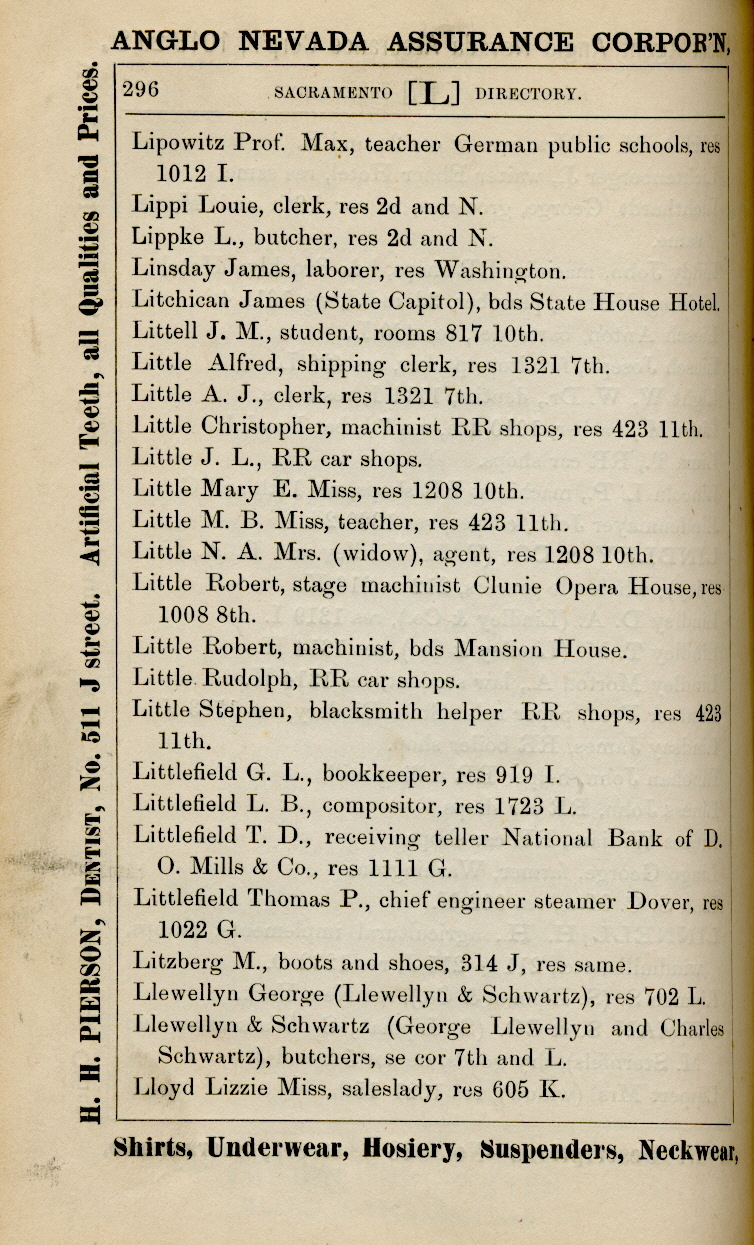 ANGLO NEVADA ASSURANCE CORPOR'N,
296 SACRAMENTO [L] DIRECTORY.
Lipowitz Prof. Max, teacher German public schools, res
1012 I.
Lippi Louie, clerk, res 2d and N.
Lippke L., butcher, res 2d and N.
Linsday James, laborer, res Washington.
Litchican James (State Capitol), bds State House Hotel.
Littell J. M., student, rooms 817 10th.
Little Alfred, shipping clerk, res 1321 7th.
Little A. J., clerk, res 1321 7th.
Little Christopher, machinist RR shops, res 423 11th.
Little J. L., RR car shops.
Little Mary E. Miss, res 1208 10th.
Little M. B. Miss, teacher, res 423 11th.
Little N. A. Mrs. (widow), agent, res 1208 10th.
Little Robert, stage machinist Clunie Opera House, res
1008 8th.
Little Robert, machinist, bds Mansion House.
Little Rudolph, RR car shops.
Little Stephen, blacksmith helper RR shops, res 423
11th.
Littlefield G. L., bookkeeper, res 919 I.
Littlefield L. B., compositor, res 1723 L.
Littlefield T. D., receiving teller National Bank of D.
O. Mills & Co., res 1111 G.
Littlefield Thomas P., chief engineer steamer Dover, res
1022 G.
Litzberg M., boots and shoes, 314 J, res same.
Llewellyn George (Llewellyn & Schwartz), res 702 L.
Llewellyn & Schwartz (George Llewellyn and Charles
Schwartz), butchers, se cor 7th and L.
Lloyd Lizzie Miss, saleslady, res 605 K.
Shirts, Underwear, Hosiery, Suspenders, Neckwear,
H. H. PIERSON, DENTIST, No. 511 J street. Artificial Teeth, all Qualities and Prices.